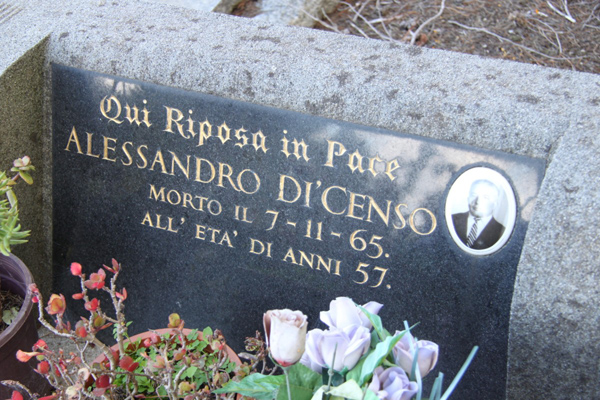 Qui Riposa in Pace
ALESSANDRO DI'CENSO
MORTO IL 7-11-65.
ALL' ETA' DI ANNI 57.